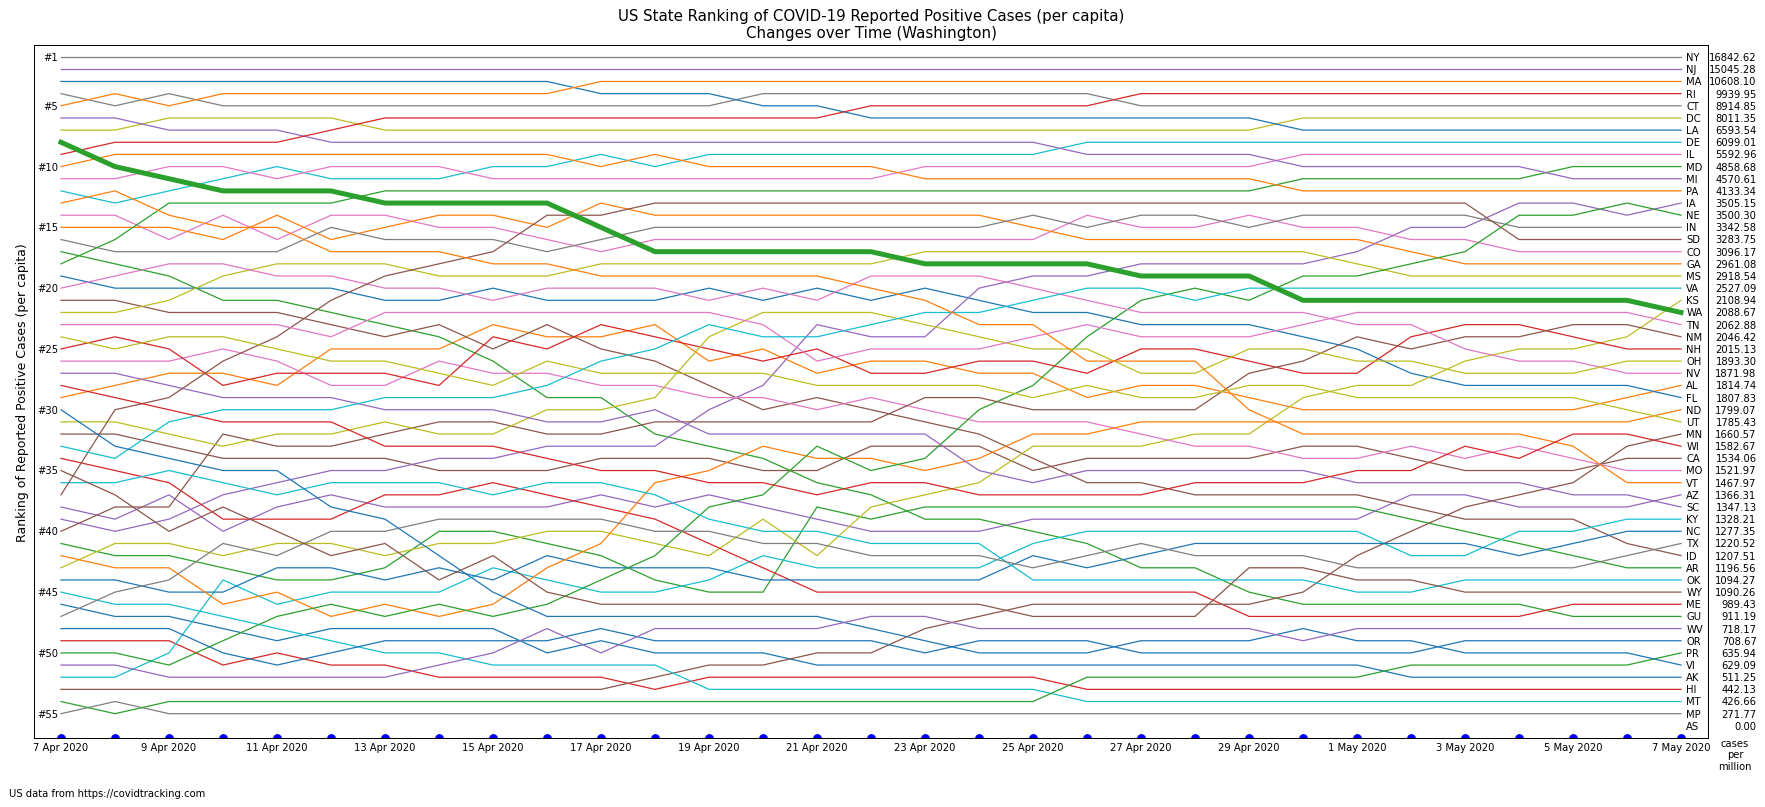 US State Ranking of COVID-19 Reported Positive Cases (per capita)
Changes over Time (Washington)
Ranking of Reported Positive Cases (per capita)
#1
#5
#10
#15
#20
#25
#30
#35
#40
#45
#50
#55
NY 16842.62
NJ 15045.28
MA 10608.10
RI 9939.95
CT 8914.85
DC 8011.35
LA 6593.54
DE 6099.01
IL 5592.96
MD 4858.68
MI 4570.61
PA 4133.34
IA 3505.15
NE 3500.30
IN 3342.58
SD 3283.75
CO 3096.17
GA 2961.08
MS 2918.54
VA 2527.09
KS 2108.94
WA 2088.67
TN 2062.88
NM 2046.42
NH 2015.13
OH 1893.30
NV 1871.98
AL 1814.74
FL 1807.83
ND 1799.07
UT 1785.43
MN 1660.57
WI 1582.67
CA 1534.06
MO 1521.97
VT 1467.97
AZ 1366.31
SC 1347.13
KY 1328.21
NC 1277.35
TX 1220.52
ID 1207.51
AR 1196.56
OK 1094.27
WY 1090.26
ME 989.43
GU 911.19
WV 718.17
OR 708.67
PR 635.94
VI 629.09
AK 511.25
HI 442.13
MT 426.66
MP 271.77
AS 0.00
7 Apr 2020 9 Apr 2020 11 Apr 2020 13 Apr 2020 15 Apr 2020 17 Apr 2020 19 Apr 2020 21 Apr 2020 23 Apr 2020 25 Apr 2020 27 Apr 2020 29 Apr 2020 1 May 2020 3 May 2020 5 May 2020 7 May 2020
cases
per
million
US data from https://covidtracking.com